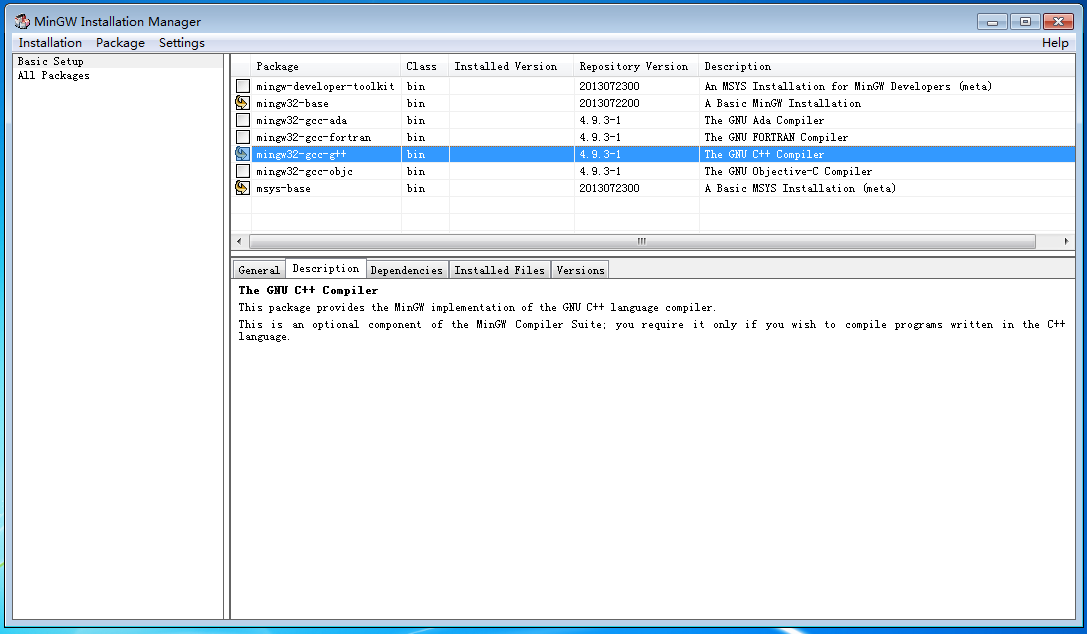 MinGW Installation Manager
Installation Package Settings Help
Basic Setup
All Packages
Package Class Installed Version Repository Version Description
mingw-developer-toolkit bin 2013072300 An MSYS Installation for MinGW Developers (meta)
mingw32-base bin 2013072200 A Basic MinGW Installation
mingw32-gcc-ada bin 4.9.3-1 The GNU Ada Compiler
mingw32-gcc-fortran bin 4.9.3-1 The GNU FORTRAN Compiler
mingw32-gcc-g++ bin 4.9.3-1 The GNU C++ Compiler
mingw32-gcc-objc bin 4.9.3-1 The GNU Objective-C Compiler
msys-base bin 2013072300 A Basic MSYS Installation (meta)
General Description Dependencies Installed Files Versions
The GNU C++ Compiler
This package provides the MinGW implementation of the GNU C++ language compiler.
This is an optional component of the MinGW Compiler Suite; you require it only if you wish to compile programs written in the C++
language.